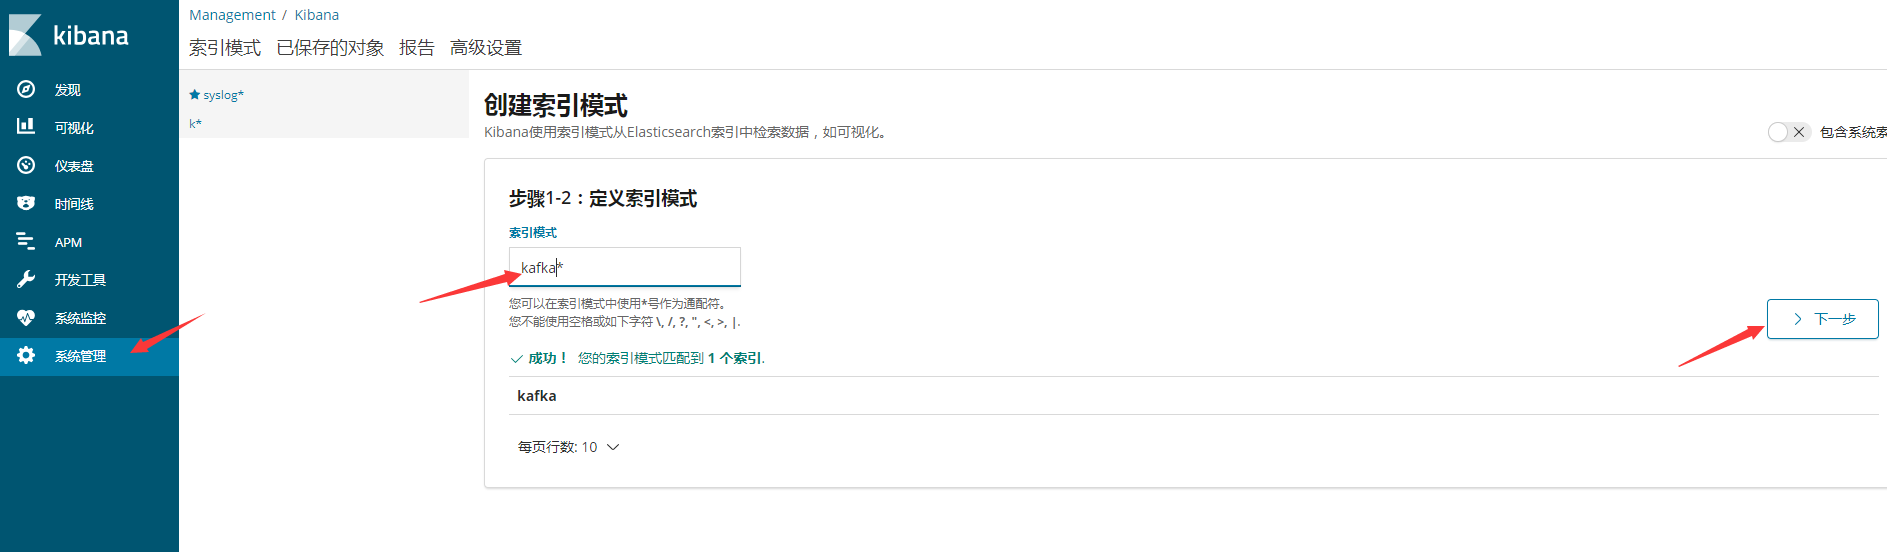 kibana
发现
可视化
仪表盘
时间线
APM
开发工具
系统监控
系统管理
Management / Kibana
索引模式 已保存的对象 报告 高级设置
syslog*
k*
创建索引模式
Kibana使用索引模式从Elasticsearch索引中检索数据，如可视化。
包含系统索
步骤1-2：定义索引模式
索引模式
kafka*
您可以在索引模式中使用*号作为通配符。
您不能使用空格或如下字符 \, /, ?, ", <, >, |.
下一步
成功！ 您的索引模式匹配到 1 个索引.
kafka
每页行数: 10